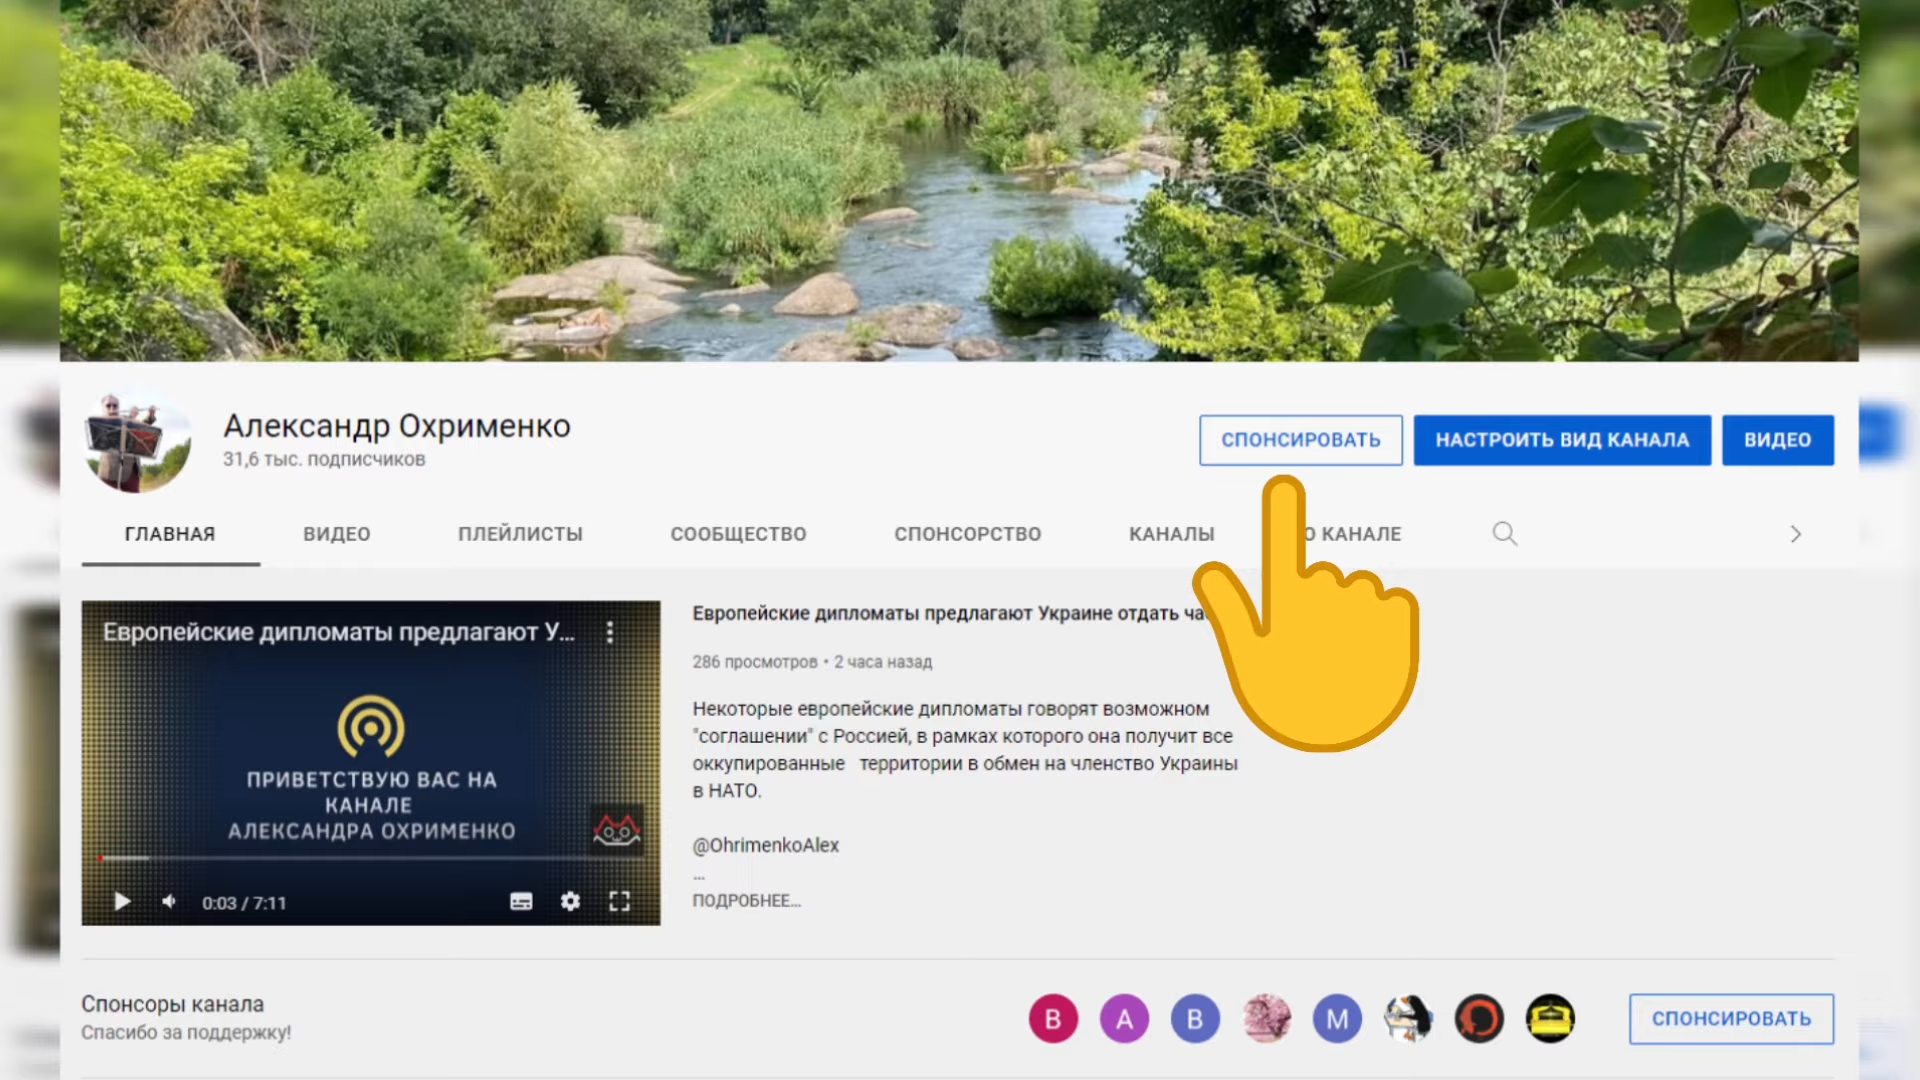 Александр Охрименко
31,6 тыс. подписчиков
СПОНСИРОВАТЬ
НАСТРОИТЬ ВИД КАНАЛА
ВИДЕО
ГЛАВНАЯ
ВИДЕО
ПЛЕЙЛИСТЫ
СООБЩЕСТВО
СПОНСОРСТВО
КАНАЛЫ
О КАНАЛЕ
Европейские дипломаты предлагают У...
ПРИВЕТСТВУЮ ВАС НА
КАНАЛЕ
АЛЕКСАНДРА ОХРИМЕНКО
0:03 / 7:11
Европейские дипломаты предлагают Украине отдать
286 просмотров • 2 часа назад
Некоторые европейские дипломаты говорят возможном
"соглашении" с Россией, в рамках которого она получит все
оккупированные территории в обмен на членство Украины
в НАТО.
@OhrimenkoAlex
...
ПОДРОБНЕЕ...
Спонсоры канала
Спасибо за поддержку!
В
А
В
М
СПОНСИРОВАТЬ